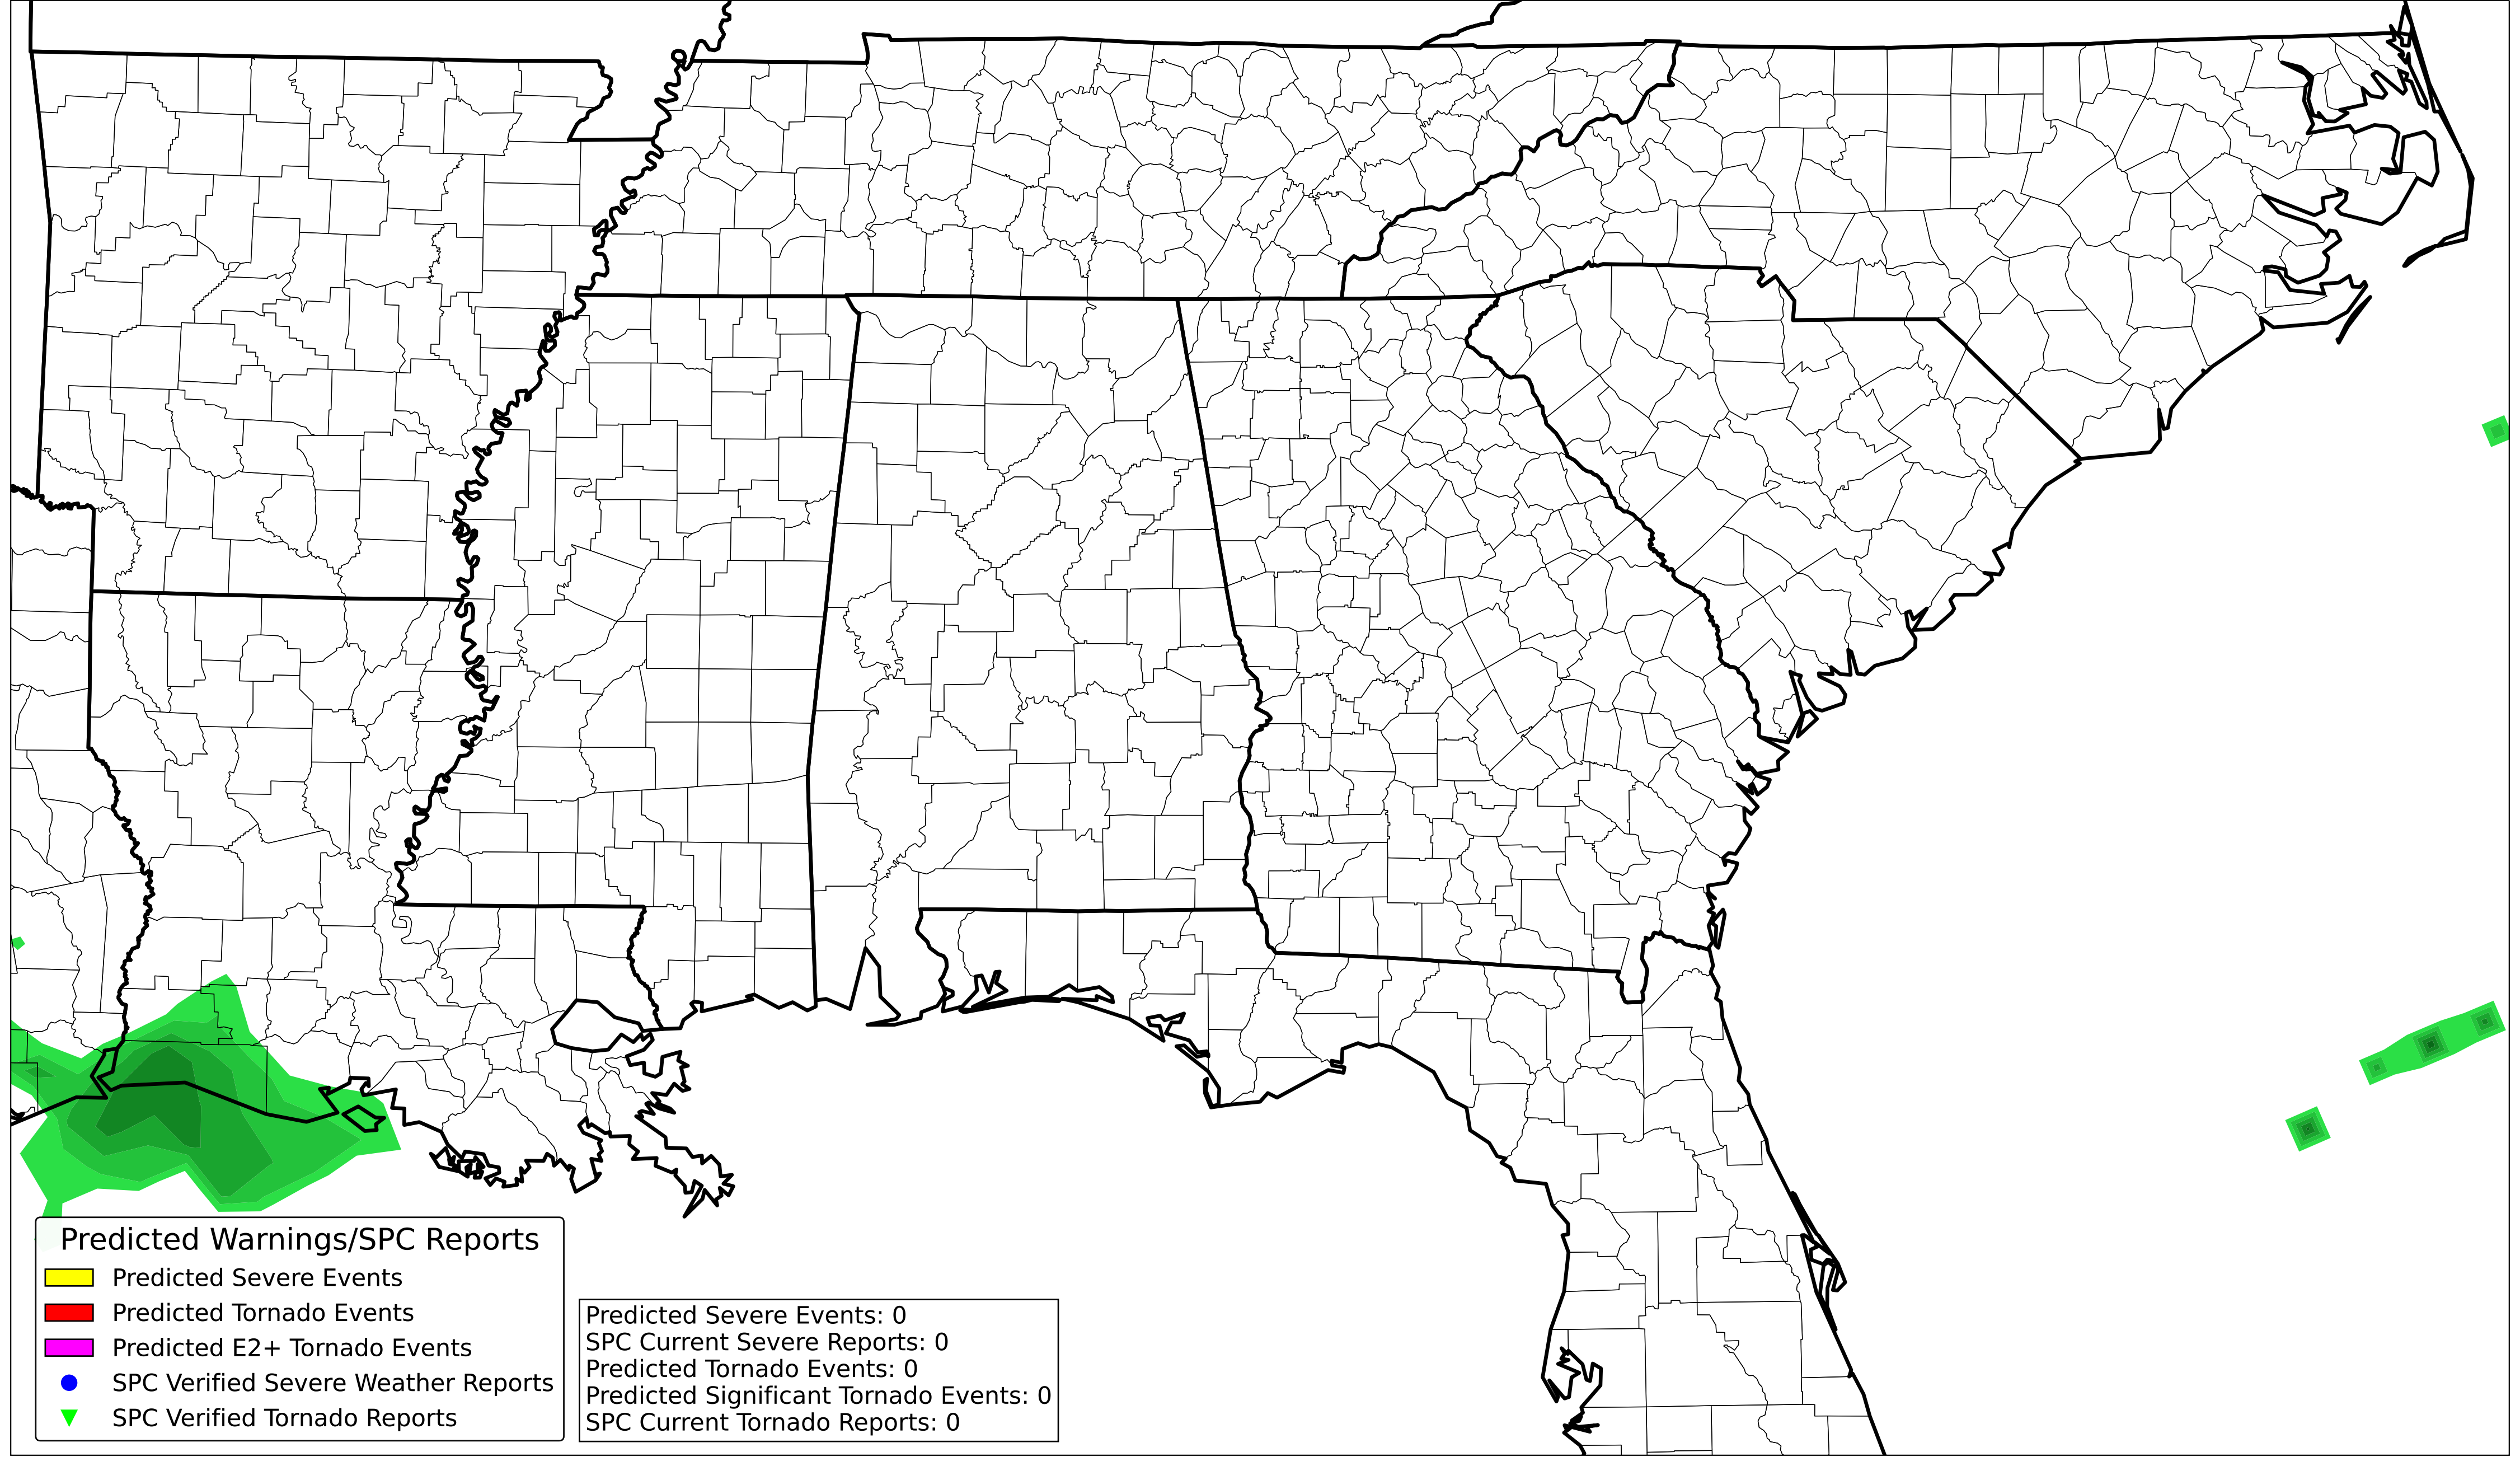 Predicted Warnings/SPC Reports
Predicted Severe Events
Predicted Tornado Events
Predicted E2+ Tornado Events
SPC Verified Severe Weather Reports
SPC Verified Tornado Reports
Predicted Severe Events: 0
SPC Current Severe Reports: 0
Predicted Tornado Events: 0
Predicted Significant Tornado Events: 0
SPC Current Tornado Reports: 0